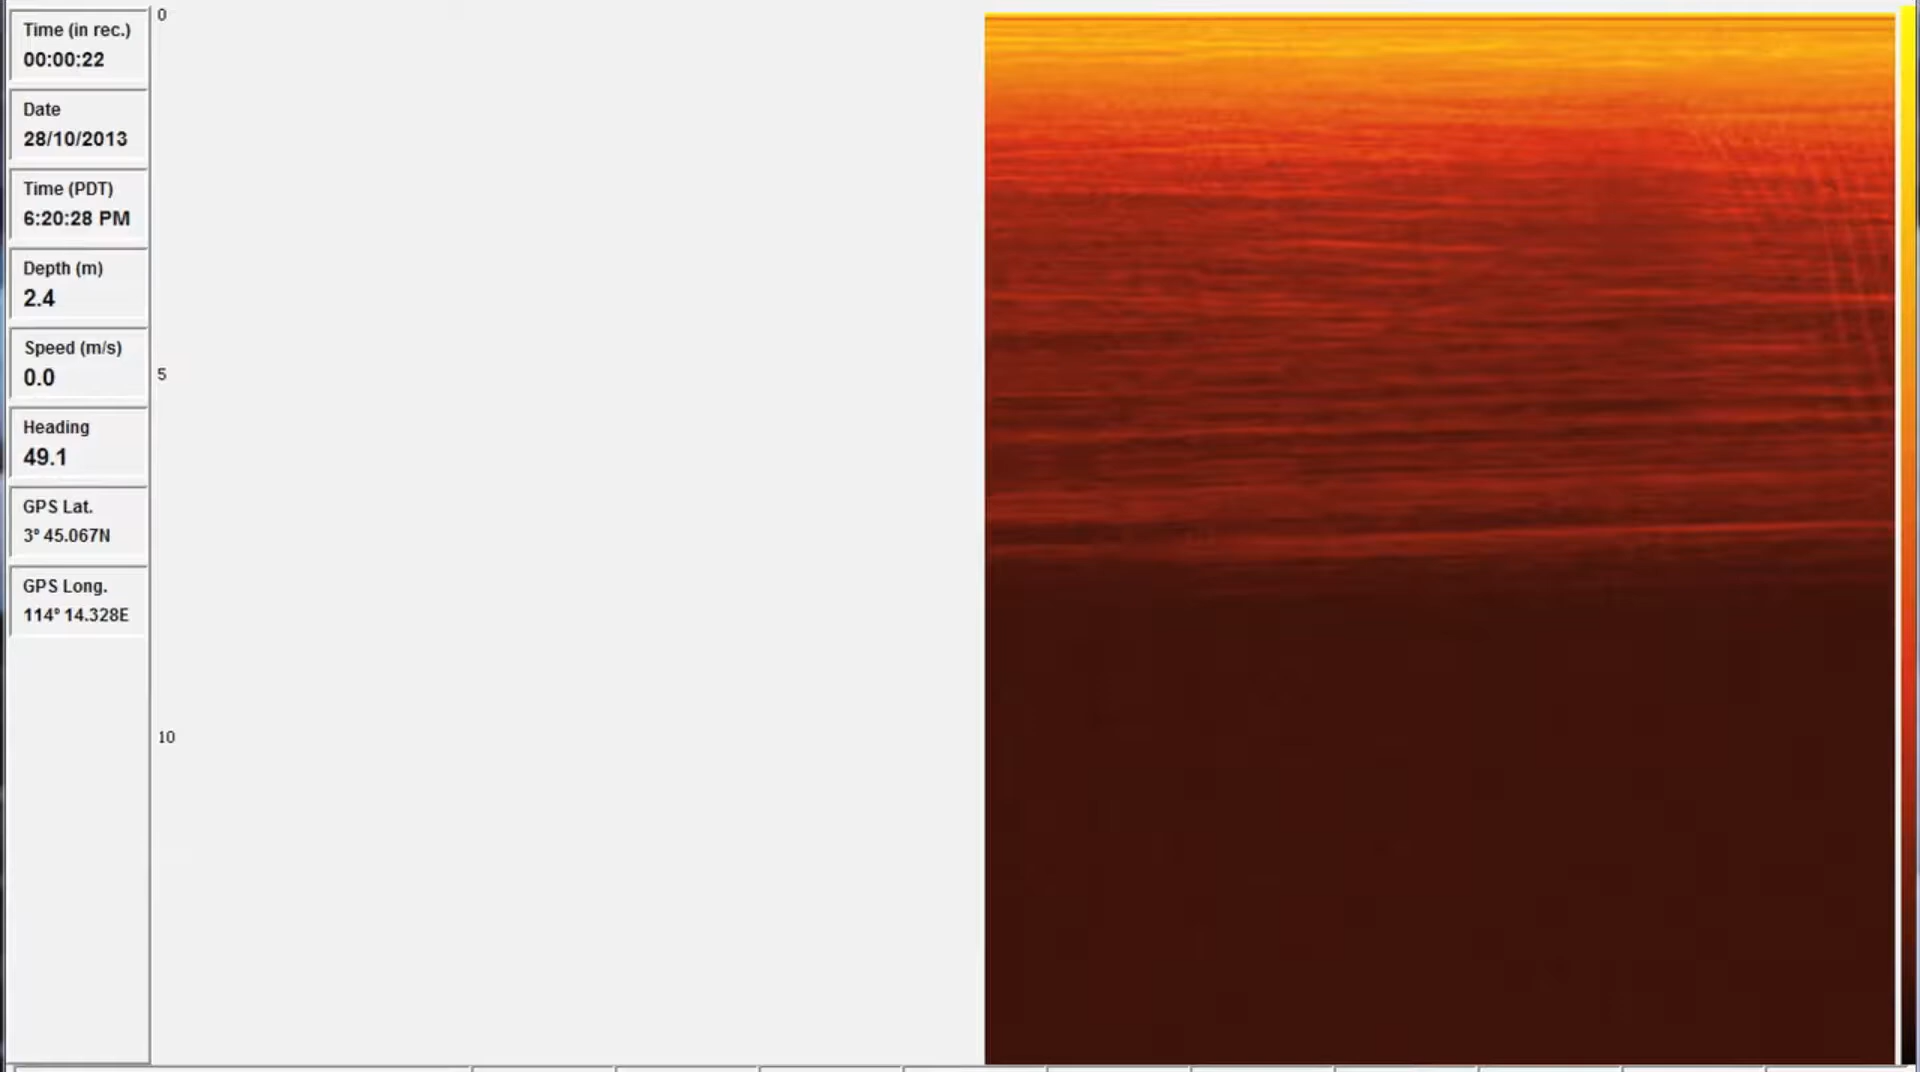 Time (in rec.)
00:00:22
Date
28/10/2013
Time (PDT)
6:20:28 PM
Depth (m)
2.4
Speed (m/s)
0.0
Heading
49.1
GPS Lat.
3° 45.067N
GPS Long.
114° 14.328E
0
5
10